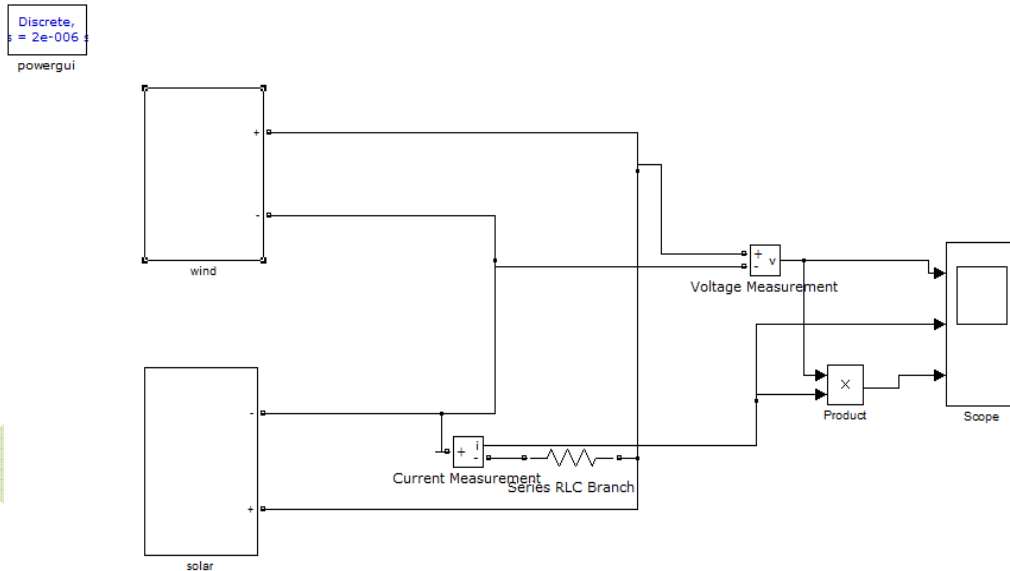 Discrete,
s = 2e-006 s
powergui
+
-
wind
+
-
v
Voltage Measurement
×
Product
Scope
-
+
i
-
Current Measurement
Series RLC Branch
+
solar